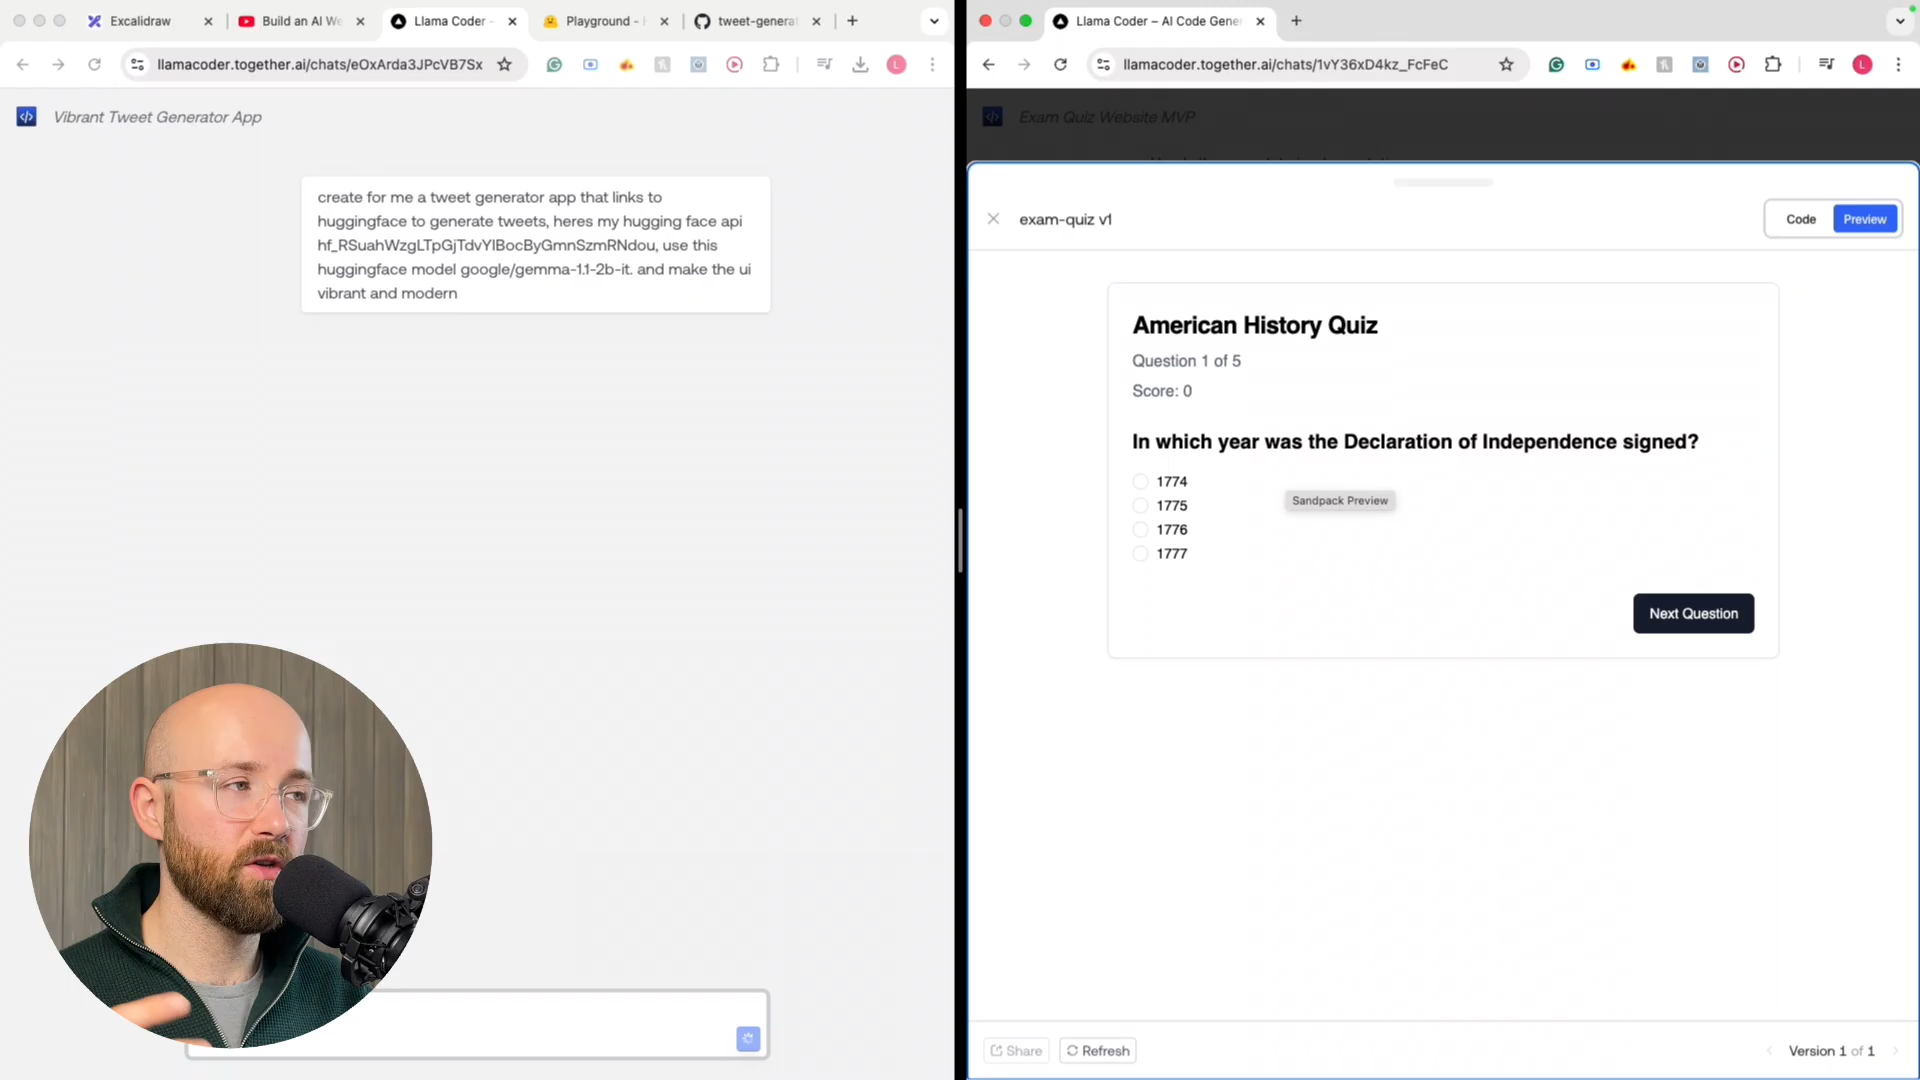 Excalidraw
Build an AI We
Llama Coder -
Playground - H
tweet-generat
llamacoder.together.ai/chats/eOxArda3JPcVB7Sx
L
Vibrant Tweet Generator App
create for me a tweet generator app that links to
huggingface to generate tweets, heres my hugging face api
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, use this
huggingface model google/gemma-1.1-2b-it. and make the ui
vibrant and modern
Llama Coder – AI Code Gener
llamacoder.together.ai/chats/1vY36xD4kz_FcFeC
L
Exam Quiz Website MVP
exam-quiz v1
Code
Preview
American History Quiz
Question 1 of 5
Score: 0
In which year was the Declaration of Independence signed?
1774
1775
1776
1777
Sandpack Preview
Next Question
Share
Refresh
Version 1 of 1